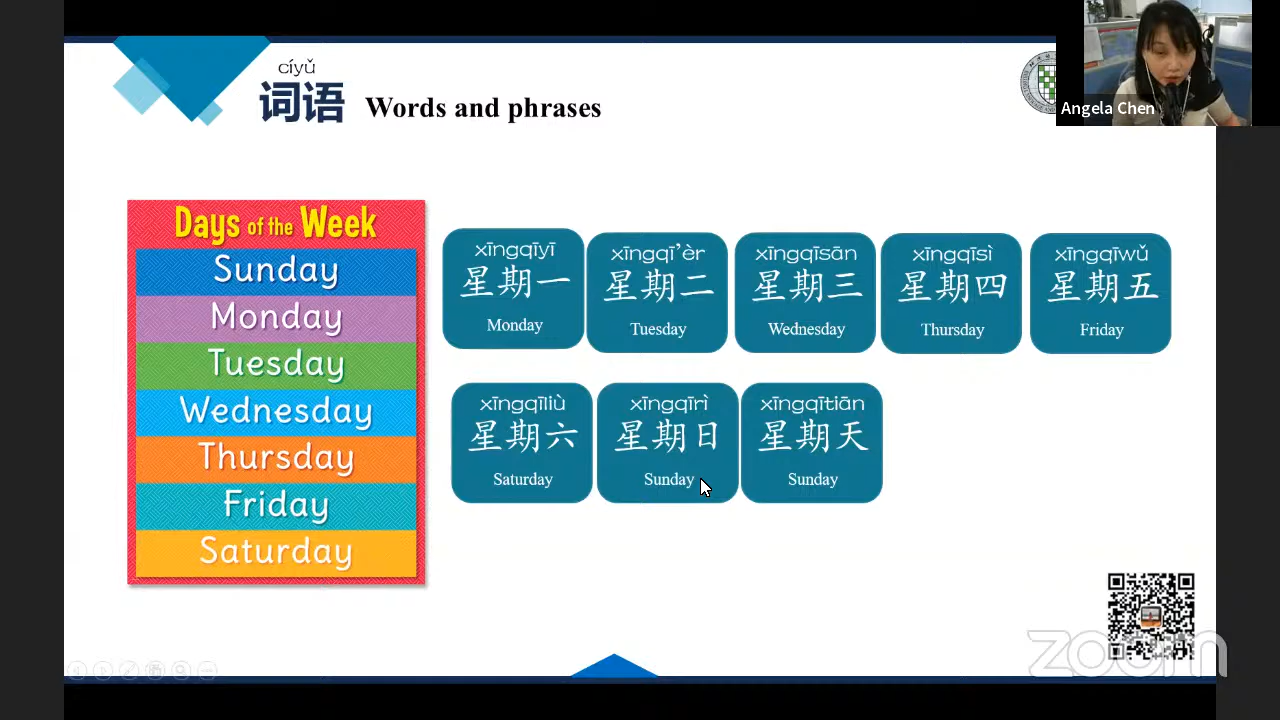 cíyǔ
词语 Words and phrases
Angela Chen
Days of the Week
Sunday
Monday
Tuesday
Wednesday
Thursday
Friday
Saturday
xīngqīyī
星期一
Monday
xīngqī’èr
星期二
Tuesday
xīngqīsān
星期三
Wednesday
xīngqīsì
星期四
Thursday
xīngqīwǔ
星期五
Friday
xīngqīliù
星期六
Saturday
xīngqīrì
星期日
Sunday
xīngqītiān
星期天
Sunday
zoom